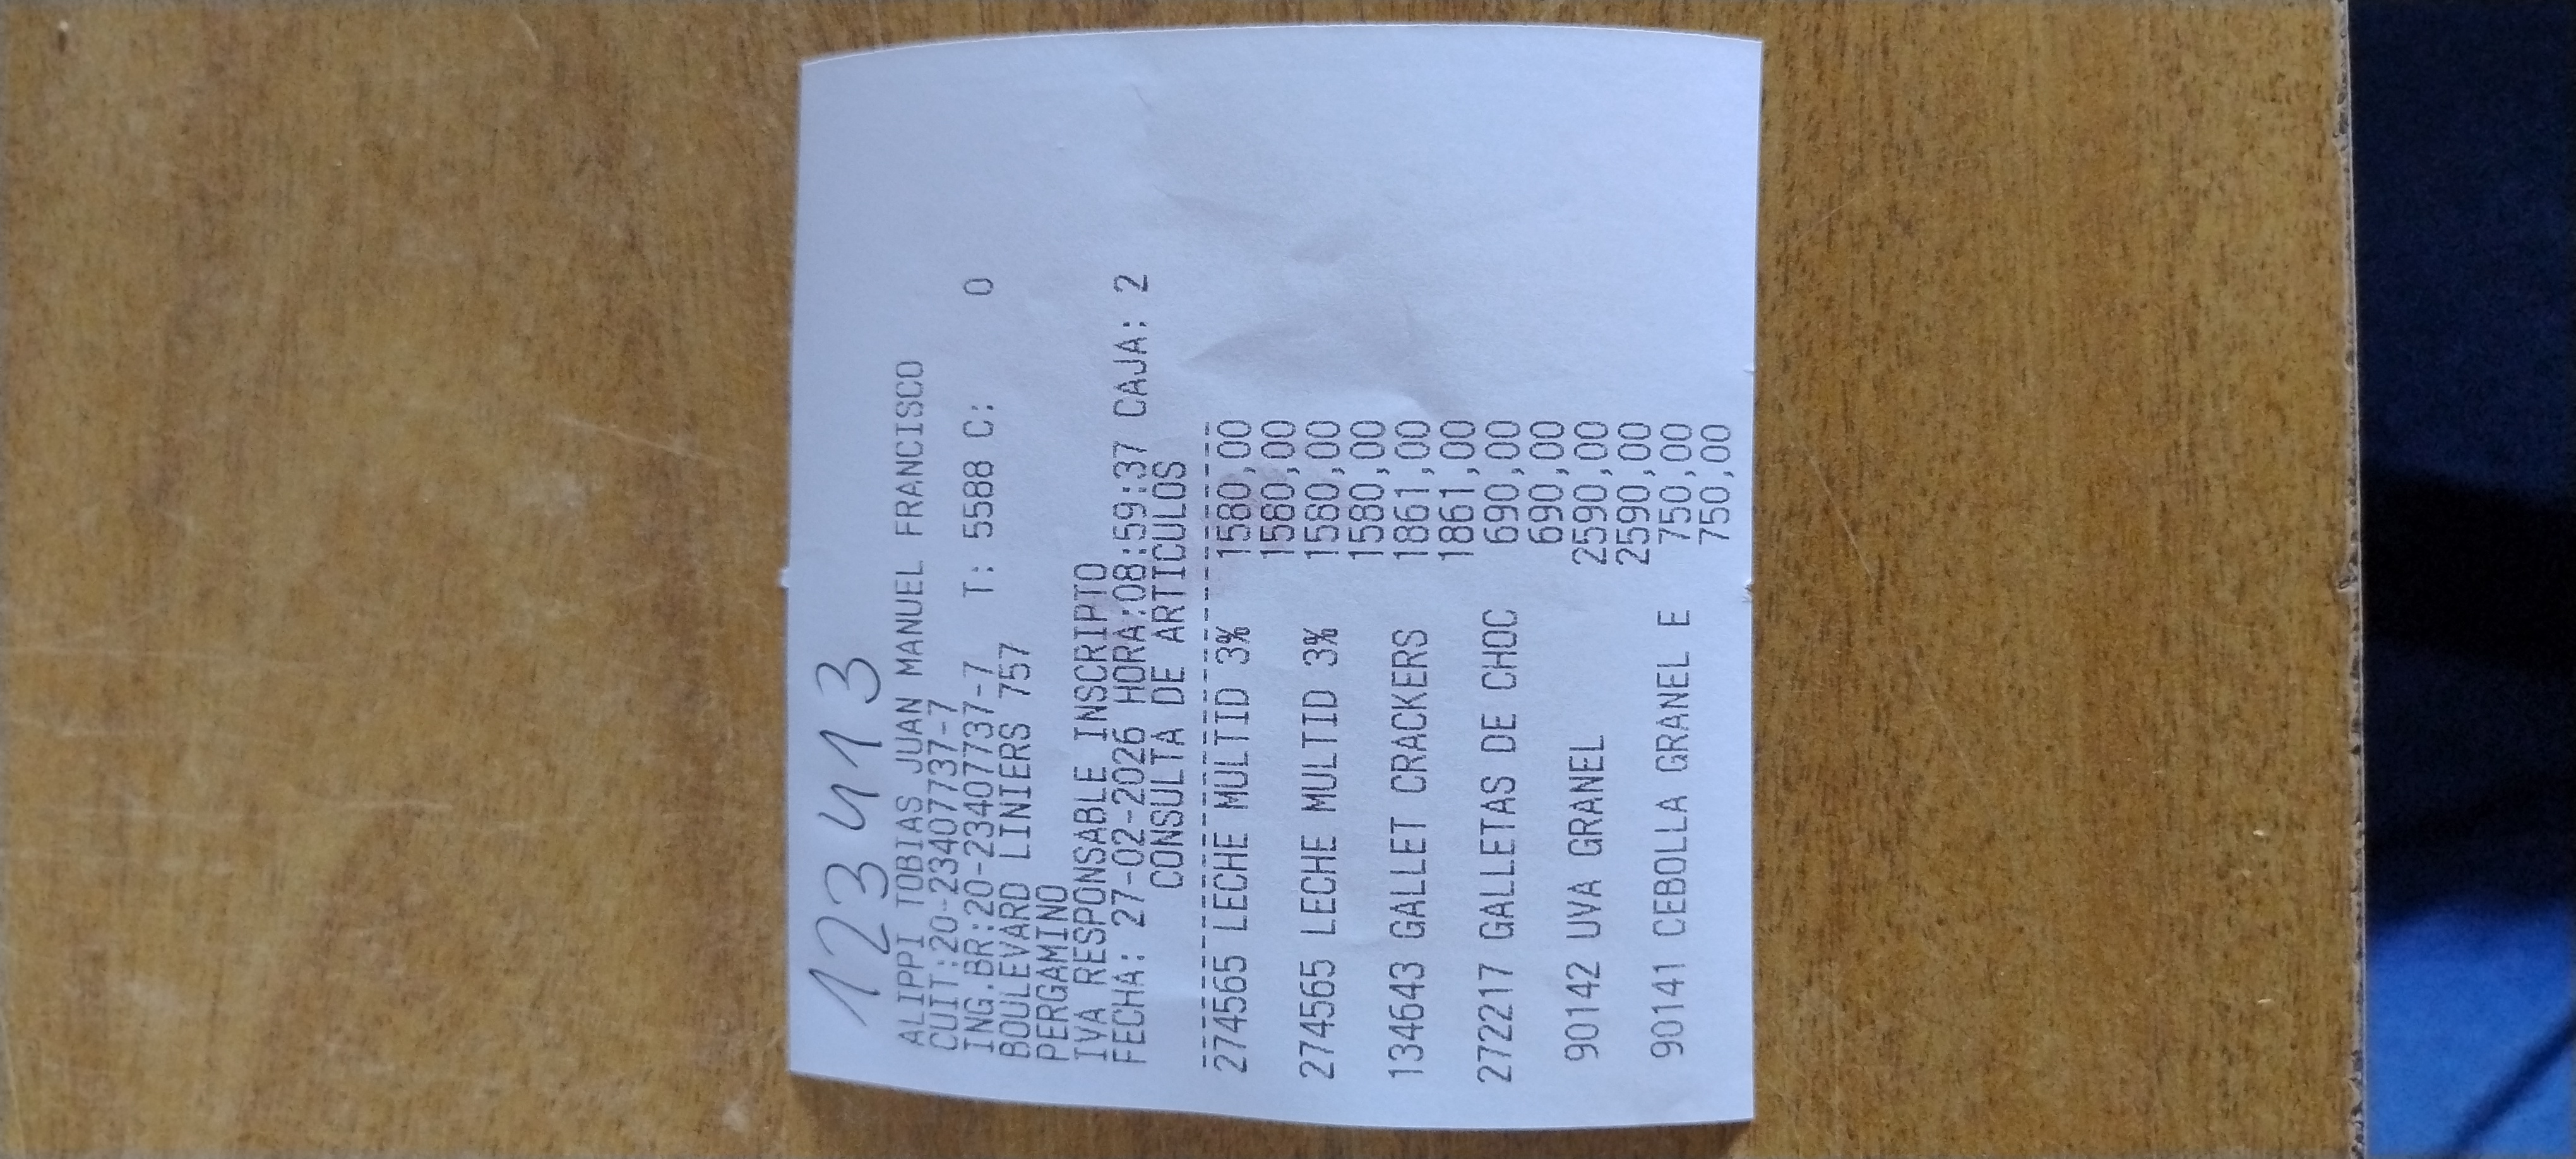 123413
ALIPPI TOBIAS JUAN MANUEL FRANCISCO
CUIT:20-23407737-7
ING.BR:20-23407737-7 T: 5588 C: 0
BOULEVARD LINIERS 757
PERGAMINO
IVA RESPONSABLE INSCRIPTO
FECHA: 27-02-2026 HORA:08:59:37 CAJA: 2
CONSULTA DE ARTICULOS
274565 LECHE MULTID 3% 1580,00
1580,00
274565 LECHE MULTID 3% 1580,00
1580,00
134643 GALLET CRACKERS 1861,00
1861,00
272217 GALLETAS DE CHOC 690,00
690,00
90142 UVA GRANEL 2590,00
2590,00
90141 CEBOLLA GRANEL E 750,00
750,00